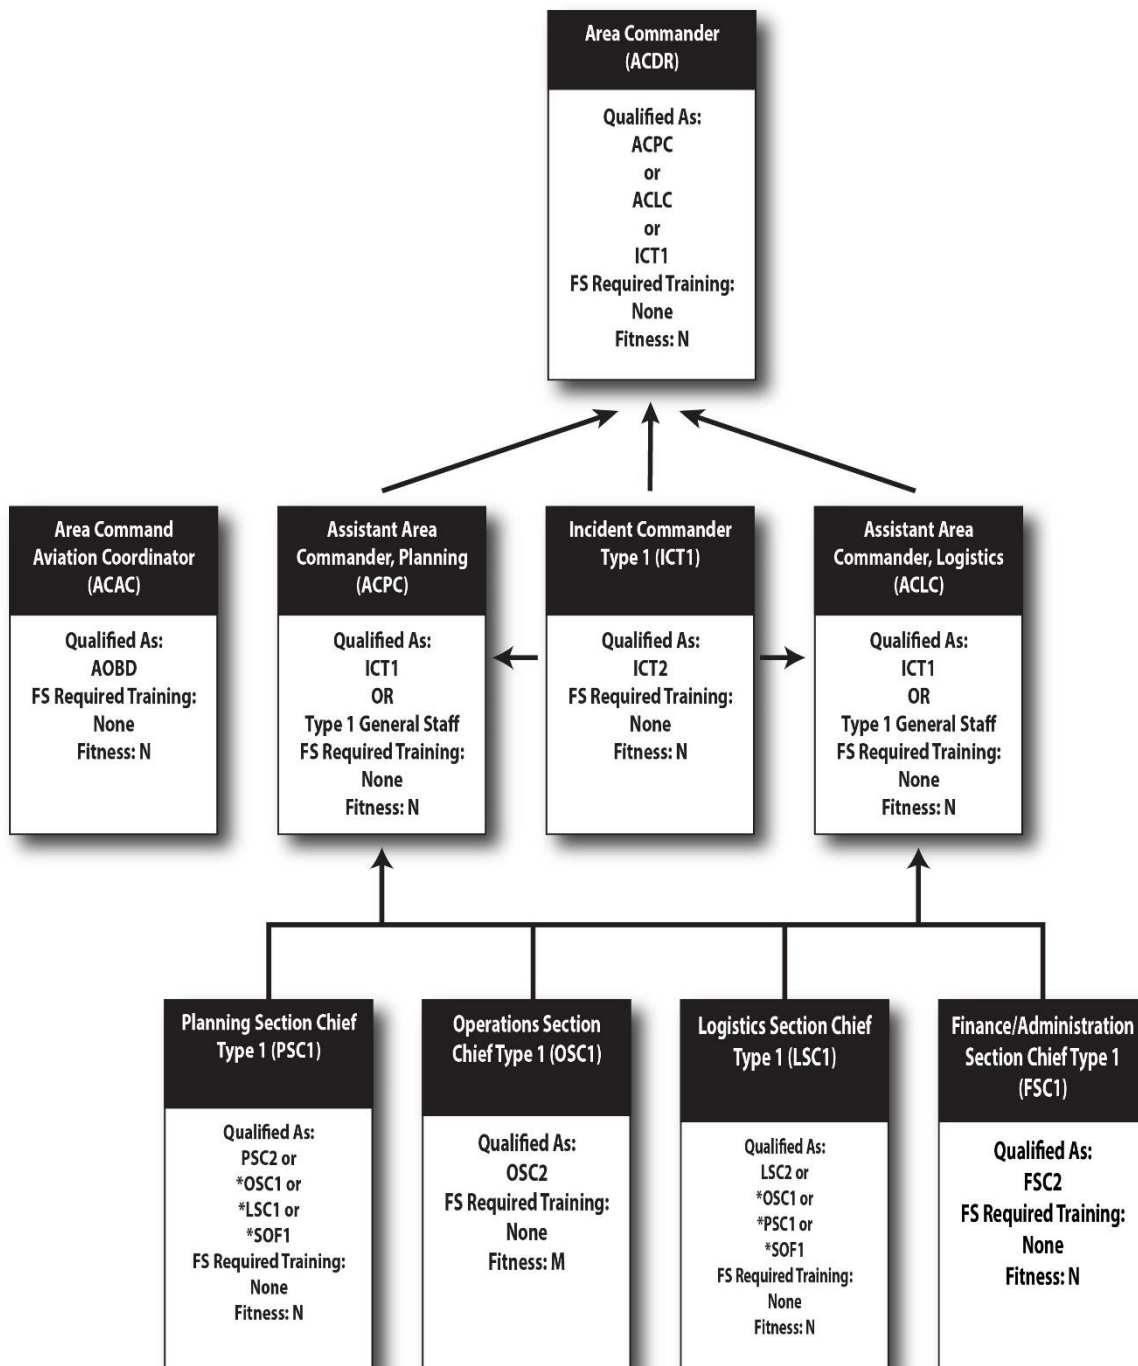 Area Commander
(ACDR)
Qualified As:
ACPC
or
ACLC
or
ICT1
FS Required Training:
None
Fitness: N
Area Command
Aviation Coordinator
(ACAC)
Qualified As:
AOBD
FS Required Training:
None
Fitness: N
Assistant Area
Commander, Planning
(ACPC)
Qualified As:
ICT1
OR
Type 1 General Staff
FS Required Training:
None
Fitness: N
Incident Commander
Type 1 (ICT1)
Qualified As:
ICT2
FS Required Training:
None
Fitness: N
Assistant Area
Commander, Logistics
(ACLC)
Qualified As:
ICT1
OR
Type 1 General Staff
FS Required Training:
None
Fitness: N
Planning Section Chief
Type 1 (PSC1)
Qualified As:
PSC2 or
*OSC1 or
*LSC1 or
*SOF1
FS Required Training:
None
Fitness: N
Operations Section
Chief Type 1 (OSC1)
Qualified As:
OSC2
FS Required Training:
None
Fitness: M
Logistics Section Chief
Type 1 (LSC1)
Qualified As:
LSC2 or
*OSC1 or
*PSC1 or
*SOF1
FS Required Training:
None
Fitness: N
Finance/Administration
Section Chief Type 1
(FSC1)
Qualified As:
FSC2
FS Required Training:
None
Fitness: N